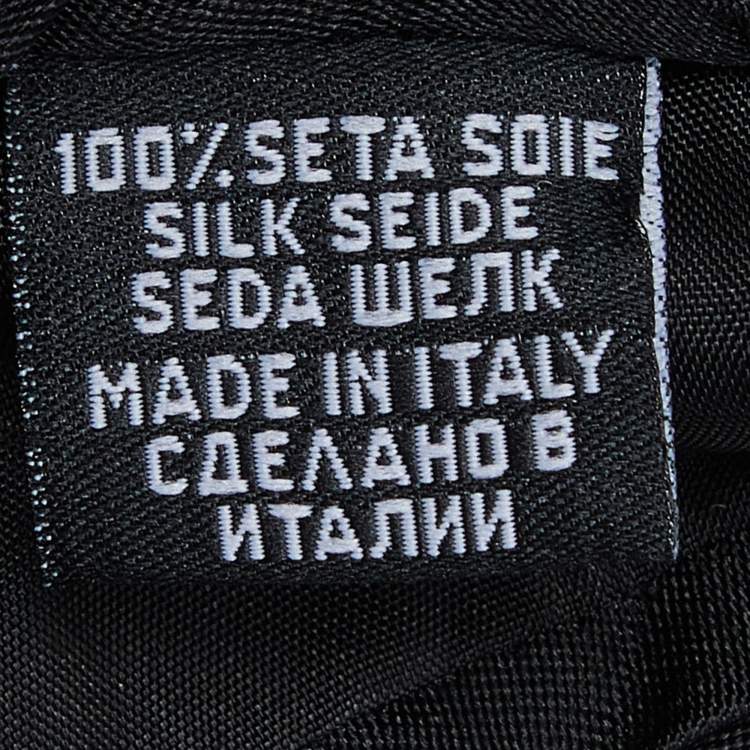 100% SETA SOIE
SILK SEIDE
SEDA ШЕЛК
MADE IN ITALY
СДЕЛАНО В
ИТАЛИИ